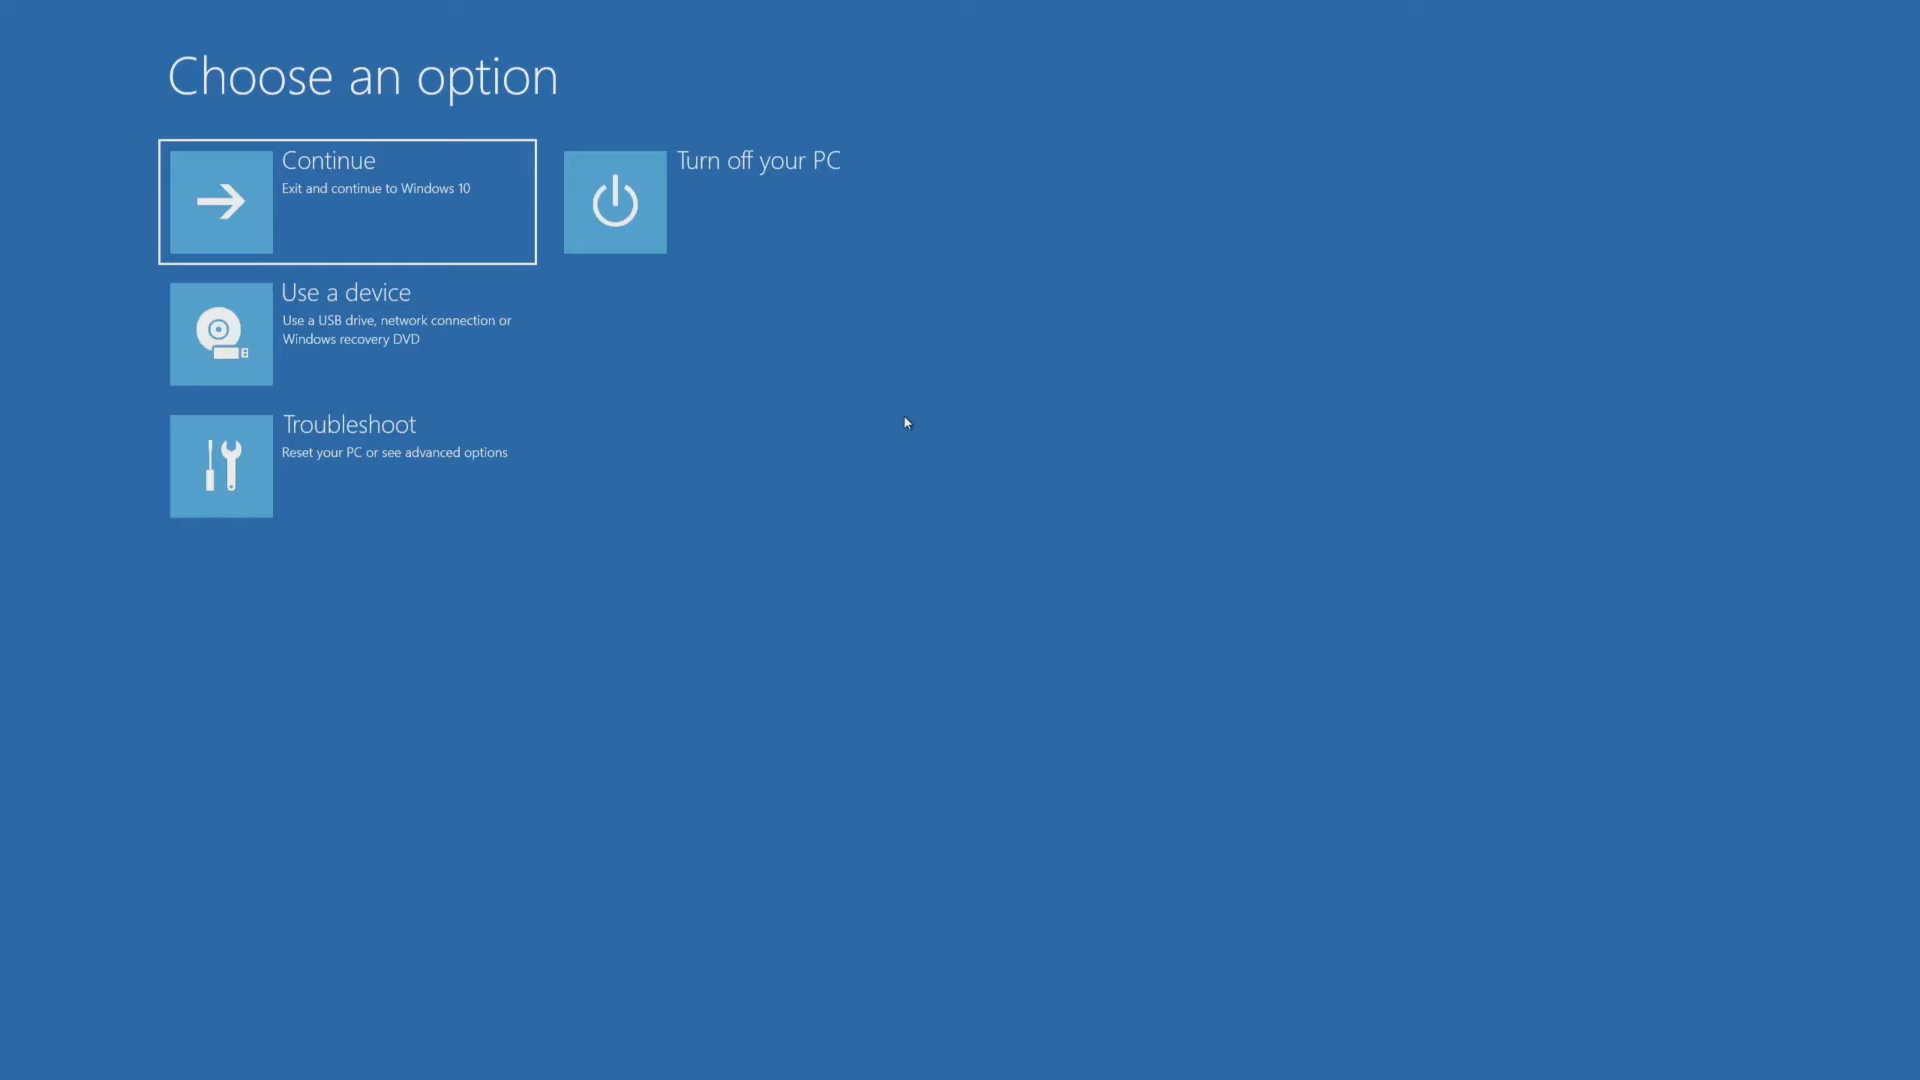 Choose an option
Continue
Exit and continue to Windows 10
Turn off your PC
Use a device
Use a USB drive, network connection or
Windows recovery DVD
Troubleshoot
Reset your PC or see advanced options